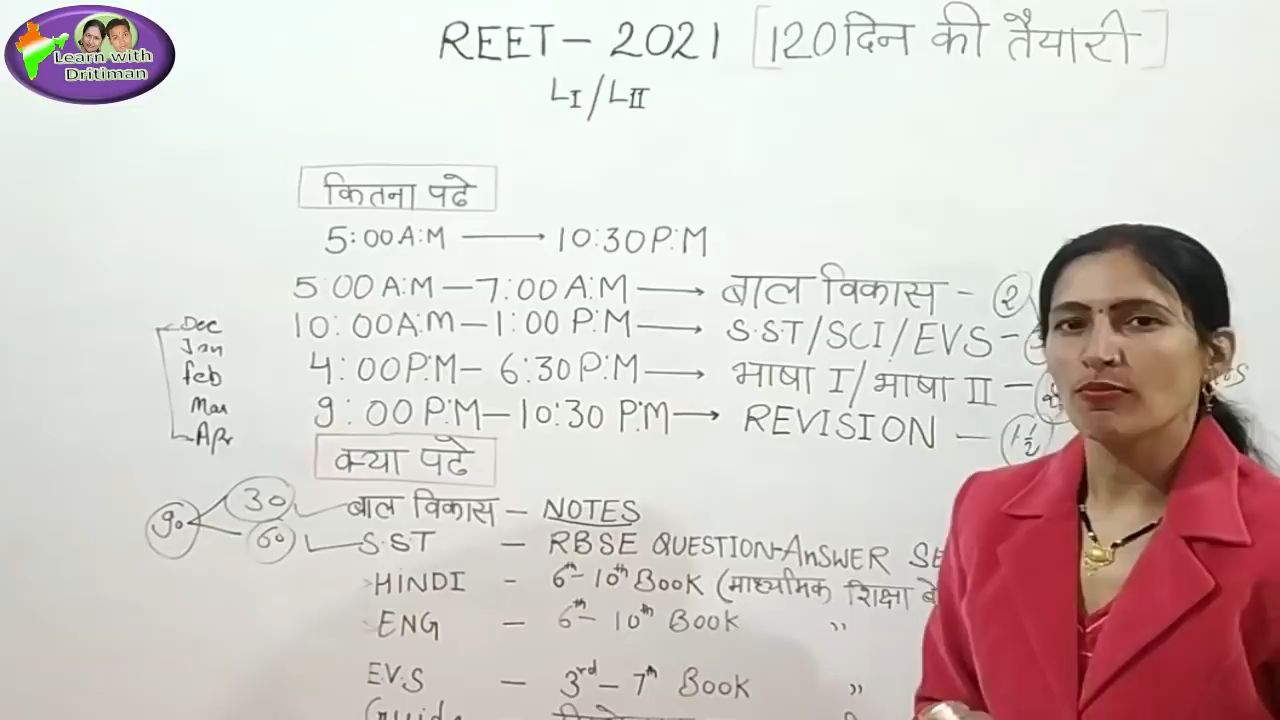 Learn with
Dritiman
REET - 2021 [120 दिन की तैयारी]
LI/LII
कितना पढे
5:00 A:M → 10:30 P:M
5:00 A:M - 7:00 A:M → बाल विकास - 2
10:00 A:M - 1:00 P:M → S.S.T/SCI/EVS -
4:00 P:M - 6:30 P:M → भाषा I/भाषा II -
9:00 P:M - 10:30 P:M → REVISION - 1½
Dec
Jan
feb
Mar
Apr
क्या पढे
90
30 बाल विकास - NOTES
60 S.ST - RBSE QUESTION-AnSWER
HiNDI - 6th - 10th Book (माध्यमिक शिक्षा
ENG - 6th - 10th Book "
EV.S - 3rd - 7th Book "